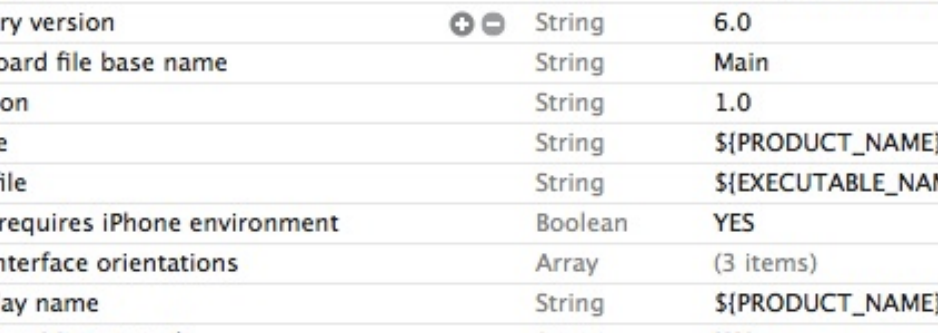 ry version String 6.0
oard file base name String Main
on String 1.0
e String ${PRODUCT_NAME}
file String ${EXECUTABLE_NAM
requires iPhone environment Boolean YES
nterface orientations Array (3 items)
ay name String ${PRODUCT_NAME}